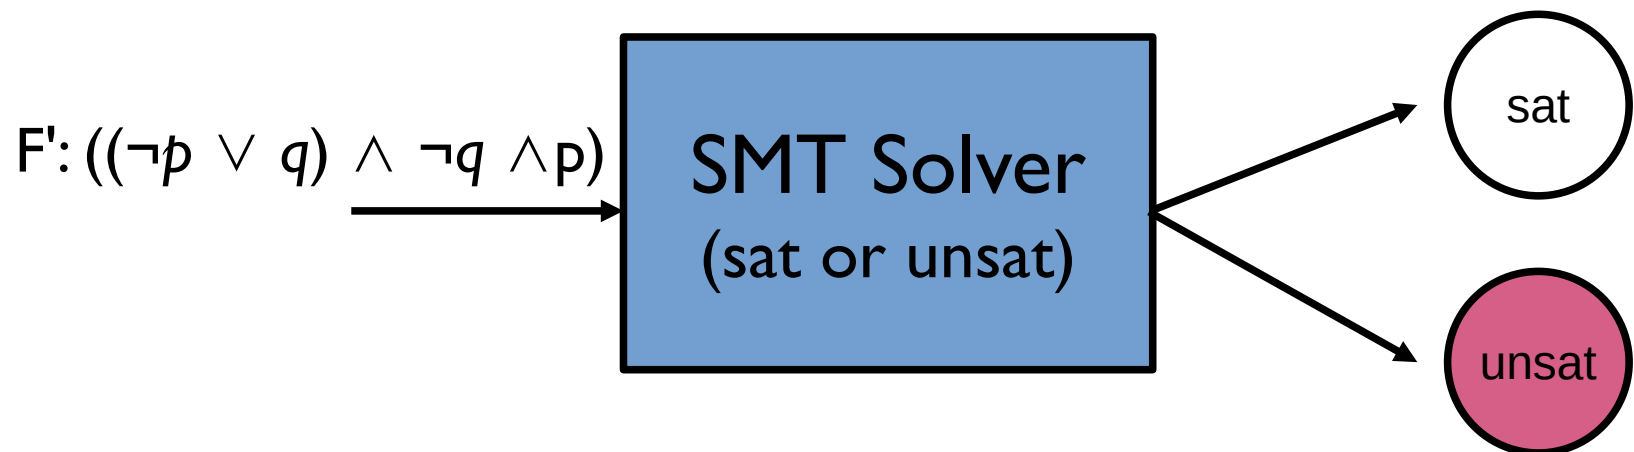 F': ((¬p ∨ q) ∧ ¬q ∧p)
SMT Solver
(sat or unsat)
sat
unsat